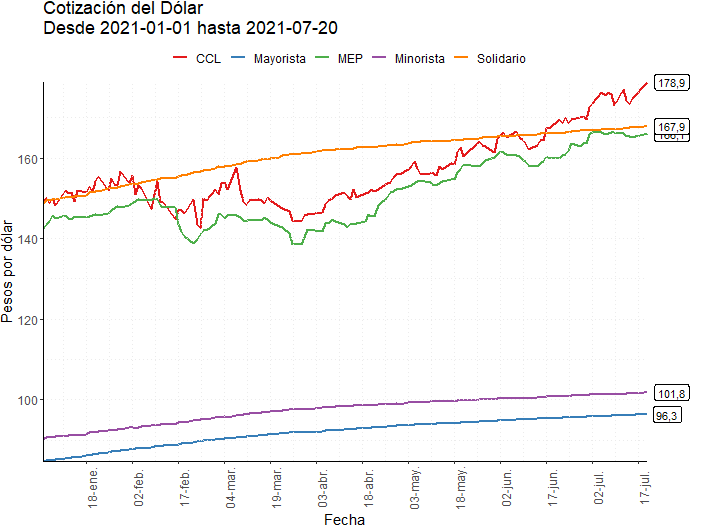 Cotización del Dólar
Desde 2021-01-01 hasta 2021-07-20
CCL Mayorista MEP Minorista Solidario
178,9
167,9
160
140
120
100
101,8
96,3
Pesos por dólar
18-ene. 02-feb. 17-feb. 04-mar. 19-mar. 03-abr. 18-abr. 03-may. 18-may. 02-jun. 17-jun. 02-jul. 17-jul.
Fecha